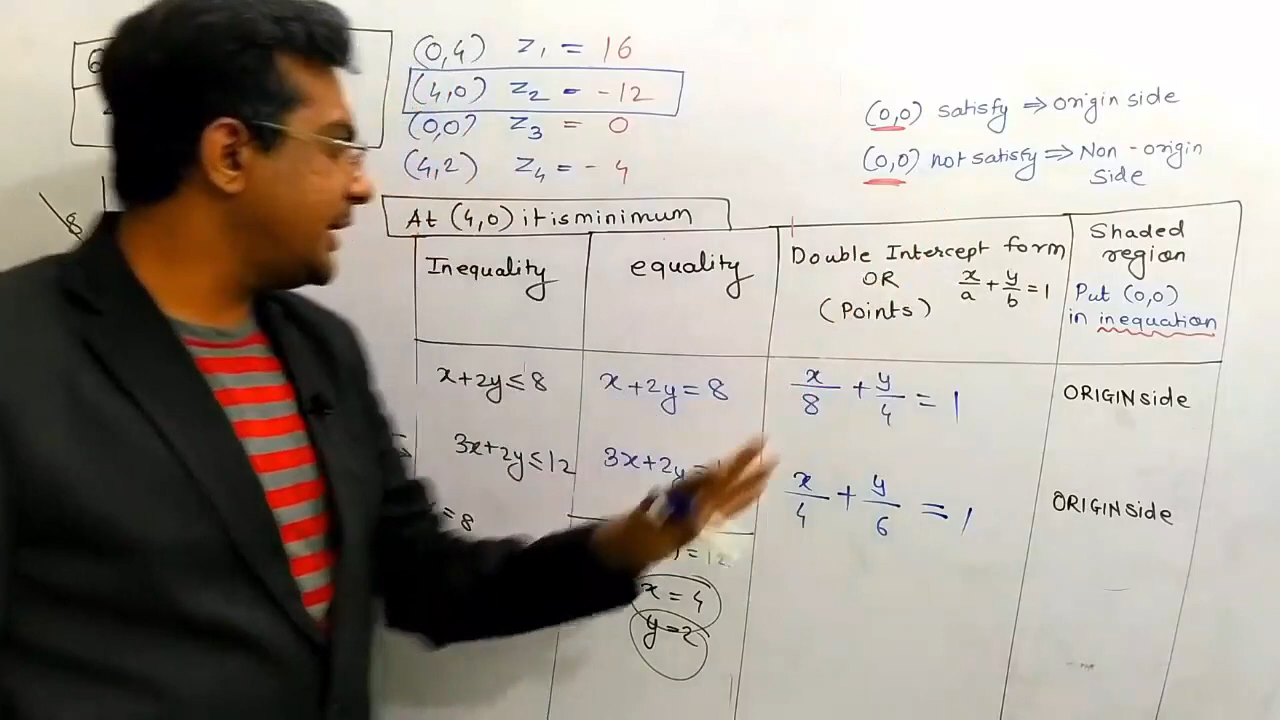 6
(0,4) Z₁ = 16
(4,0) Z₂ = -12
(0,0) Z₃ = 0
(4,2) Z₄ = - 4
(0,0) satisfy ⇒ origin side
(0,0) not satisfy ⇒ Non-origin
Side
8
At (4,0) it is minimum
Inequality
equality
Double Intercept form
OR x/a + y/b = 1
(Points)
Shaded
region
Put (0,0)
in inequation
x+2y ≤ 8
x+2y = 8
x/8 + y/4 = 1
ORIGIN side
3x+2y ≤ 12
3x+2y =
x/4 + y/6 = 1
ORIGIN side
= 8
) = 12
x = 4
y = 2